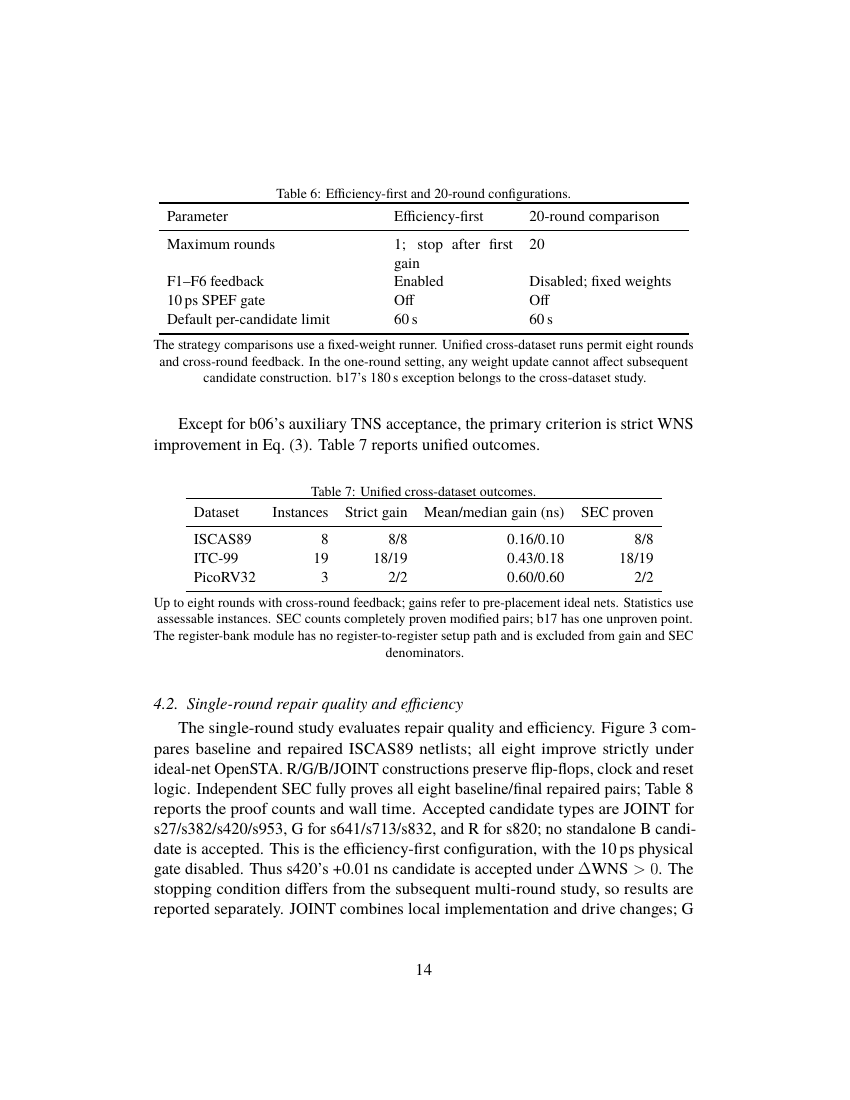 Table 6: Efficiency-first and 20-round configurations.
Parameter Efficiency-first 20-round comparison
Maximum rounds 1; stop after first gain 20
F1–F6 feedback Enabled Disabled; fixed weights
10 ps SPEF gate Off Off
Default per-candidate limit 60 s 60 s
The strategy comparisons use a fixed-weight runner. Unified cross-dataset runs permit eight rounds
and cross-round feedback. In the one-round setting, any weight update cannot affect subsequent
candidate construction. b17's 180 s exception belongs to the cross-dataset study.
Except for b06's auxiliary TNS acceptance, the primary criterion is strict WNS
improvement in Eq. (3). Table 7 reports unified outcomes.
Table 7: Unified cross-dataset outcomes.
Dataset Instances Strict gain Mean/median gain (ns) SEC proven
ISCAS89 8 8/8 0.16/0.10 8/8
ITC-99 19 18/19 0.43/0.18 18/19
PicoRV32 3 2/2 0.60/0.60 2/2
Up to eight rounds with cross-round feedback; gains refer to pre-placement ideal nets. Statistics use
assessable instances. SEC counts completely proven modified pairs; b17 has one unproven point.
The register-bank module has no register-to-register setup path and is excluded from gain and SEC
denominators.
4.2. Single-round repair quality and efficiency
The single-round study evaluates repair quality and efficiency. Figure 3 com-
pares baseline and repaired ISCAS89 netlists; all eight improve strictly under
ideal-net OpenSTA. R/G/B/JOINT constructions preserve flip-flops, clock and reset
logic. Independent SEC fully proves all eight baseline/final repaired pairs; Table 8
reports the proof counts and wall time. Accepted candidate types are JOINT for
s27/s382/s420/s953, G for s641/s713/s832, and R for s820; no standalone B candi-
date is accepted. This is the efficiency-first configuration, with the 10 ps physical
gate disabled. Thus s420's +0.01 ns candidate is accepted under ΔWNS > 0. The
stopping condition differs from the subsequent multi-round study, so results are
reported separately. JOINT combines local implementation and drive changes; G
14